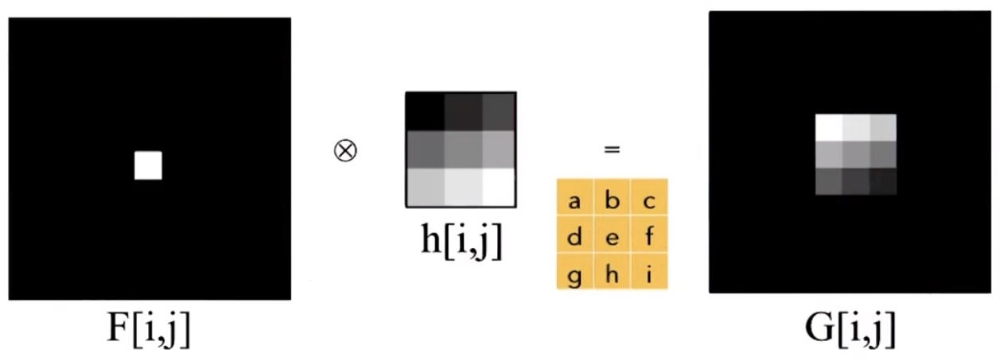 ⊗
=
a b c
d e f
g h i
h[i,j]
F[i,j]
G[i,j]